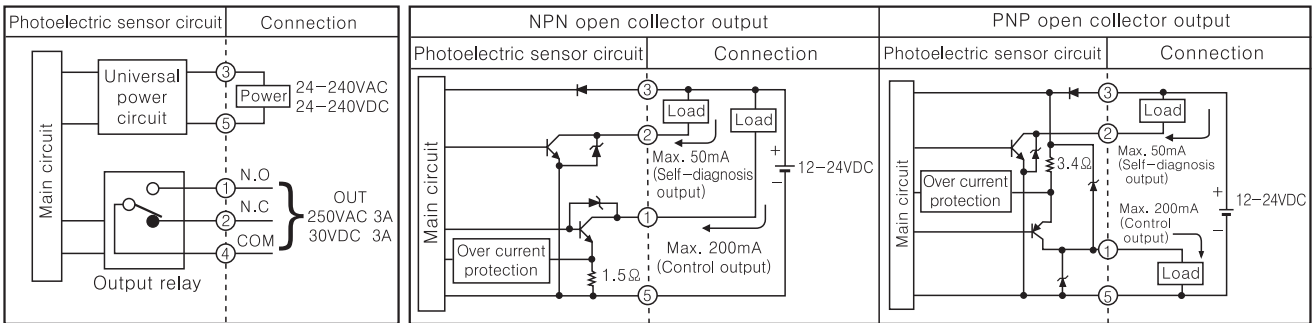 Photoelectric sensor circuit
Connection
Main circuit
Universal
power
circuit
3
5
Power
24-240VAC
24-240VDC
1
N.O
2
N.C
4
COM
OUT
250VAC 3A
30VDC 3A
Output relay
NPN open collector output
Photoelectric sensor circuit
Connection
Main circuit
3
Load
Load
2
Max. 50mA
(Self-diagnosis
output)
+
12-24VDC
-
1
Max. 200mA
(Control output)
Over current
protection
1.5Ω
5
PNP open collector output
Photoelectric sensor circuit
Connection
Main circuit
3
Load
2
Max. 50mA
(Self-diagnosis
output)
3.4Ω
Over current
protection
+
12-24VDC
-
Max. 200mA
(Control
output)
1
Load
5